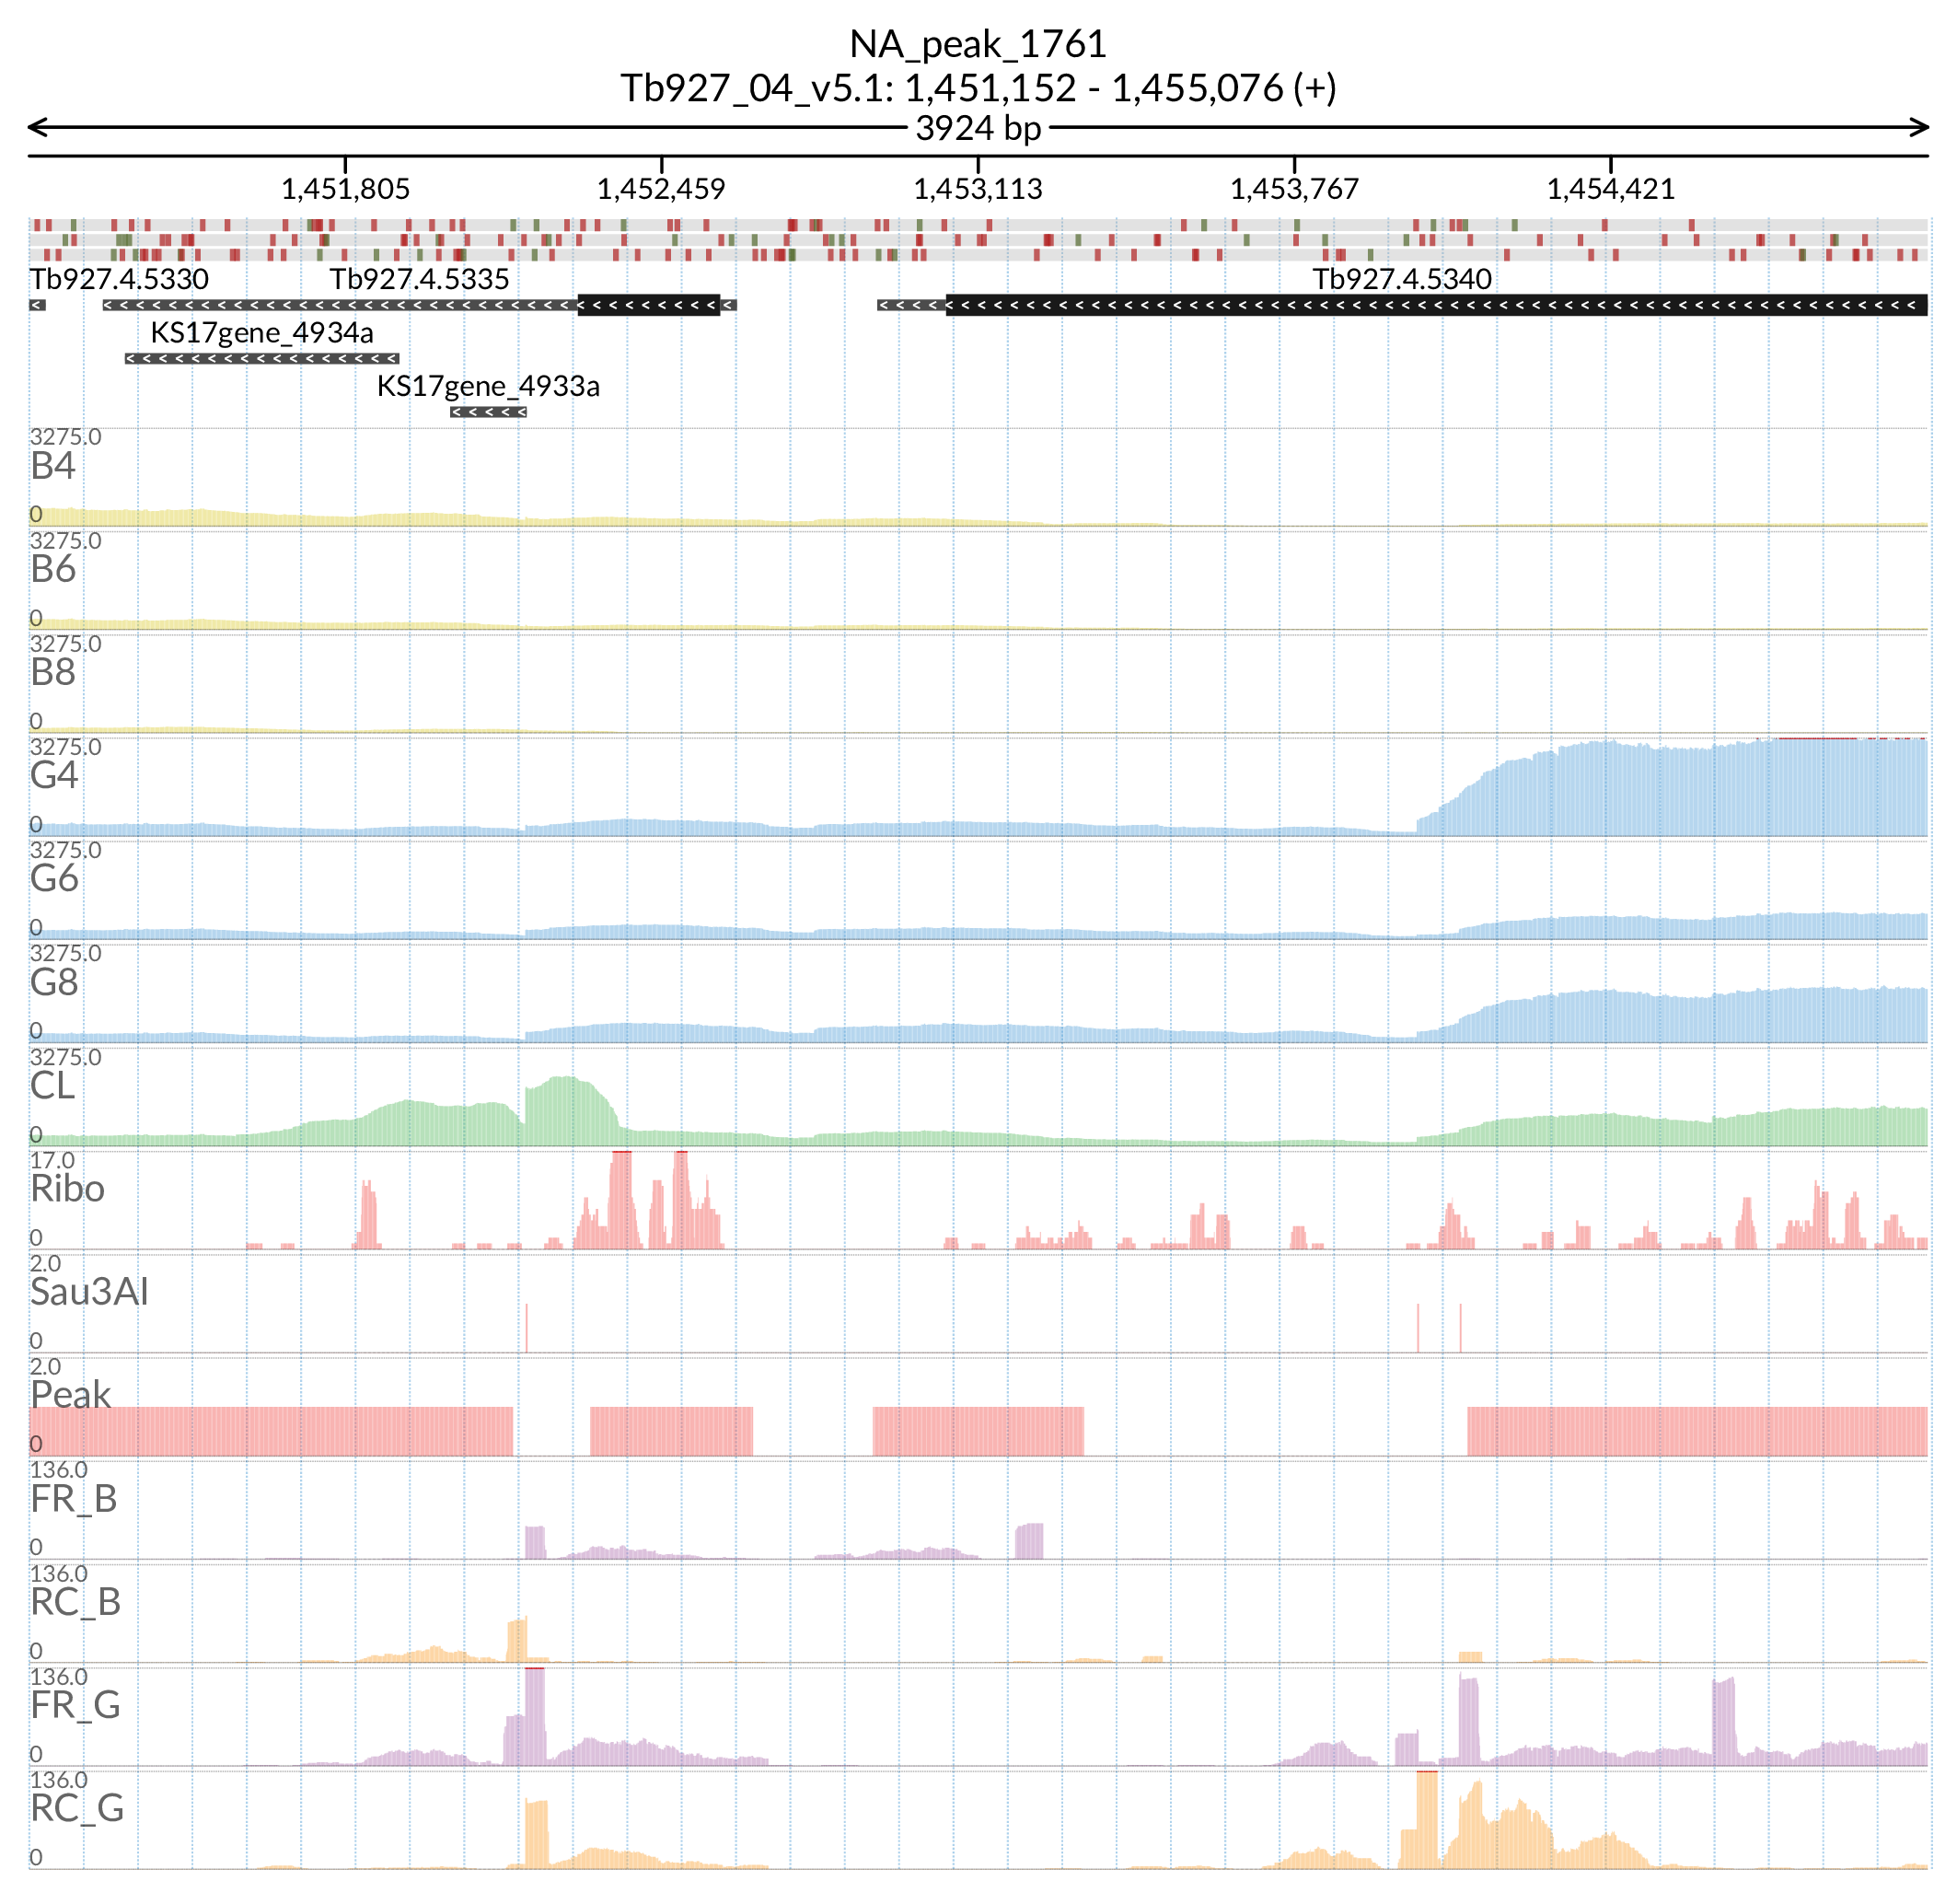 NA_peak_1761
Tb927_04_v5.1: 1,451,152 - 1,455,076 (+)
3924 bp
1,451,805 1,452,459 1,453,113 1,453,767 1,454,421
Tb927.4.5330 Tb927.4.5335 Tb927.4.5340
KS17gene_4934a
KS17gene_4933a
3275.0
B4
0
3275.0
B6
0
3275.0
B8
0
3275.0
G4
0
3275.0
G6
0
3275.0
G8
0
3275.0
CL
0
17.0
Ribo
0
2.0
Sau3AI
0
2.0
Peak
0
136.0
FR_B
0
136.0
RC_B
0
136.0
FR_G
0
136.0
RC_G
0